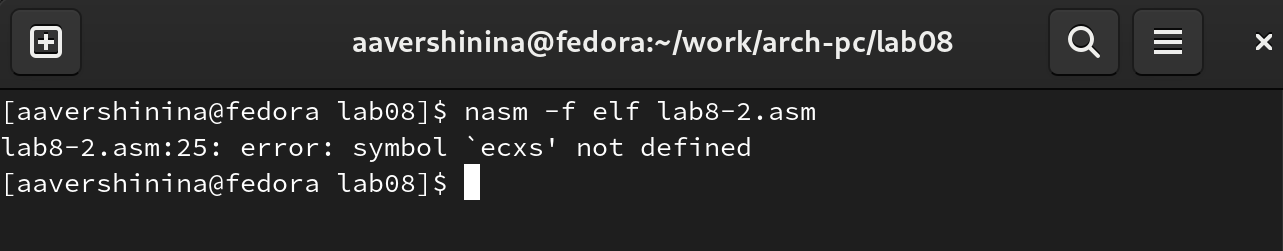 aavershinina@fedora:~/work/arch-pc/lab08
[aavershinina@fedora lab08]$ nasm -f elf lab8-2.asm
lab8-2.asm:25: error: symbol `ecxs' not defined
[aavershinina@fedora lab08]$